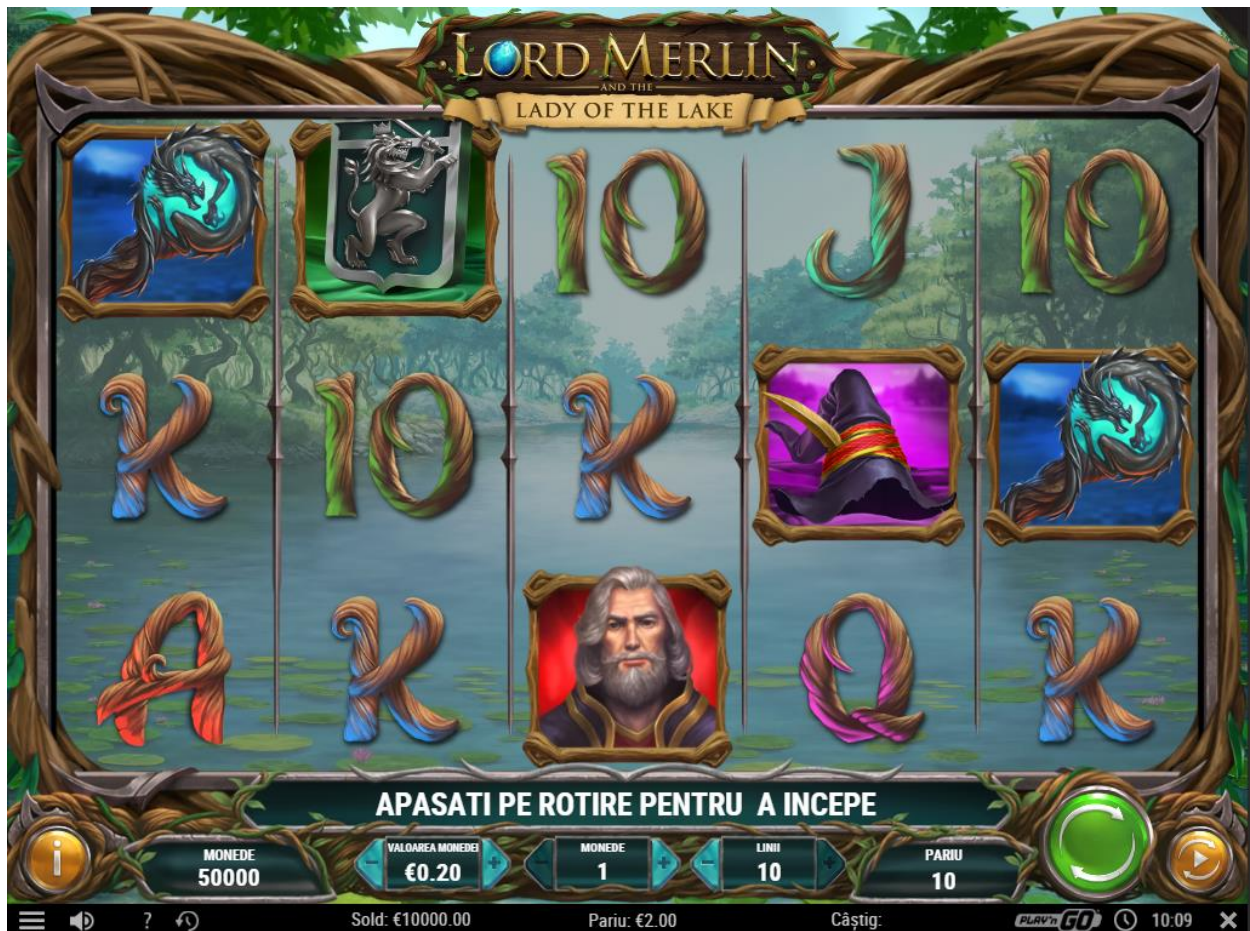 LORD MERLIN
AND THE
LADY OF THE LAKE
10 J 10
K 10 K
A K Q K
APASATI PE ROTIRE PENTRU A INCEPE
i
MONEDE
50000
VALOAREA MONEDEI
- €0.20 +
MONEDE
- 1 +
LINII
- 10 +
PARIU
10
? Sold: €10000.00 Pariu: €2.00 Câștig: PLAY'n GO 10:09 X